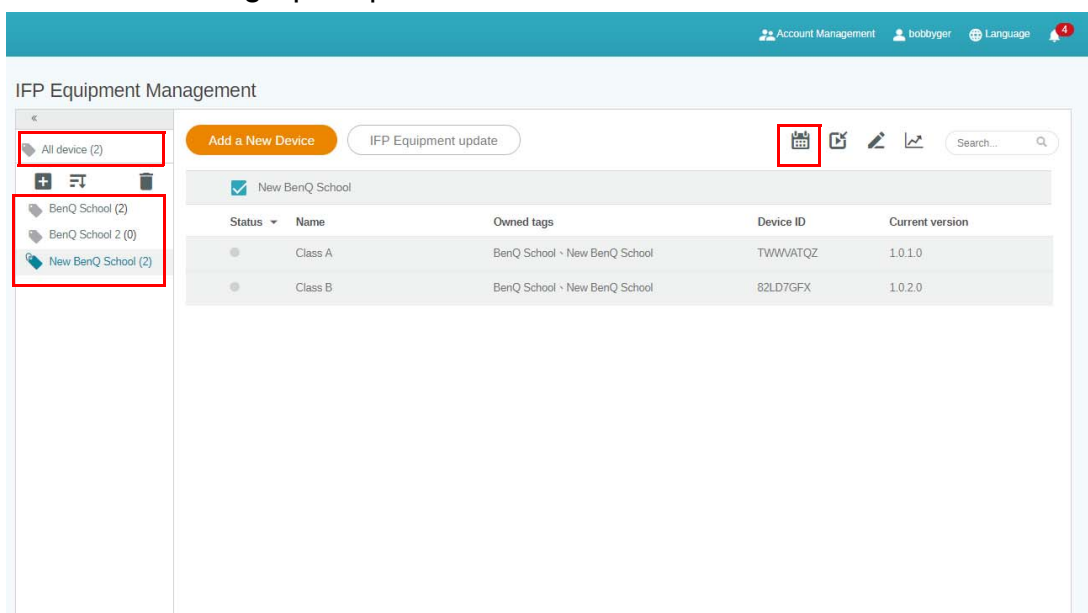 Account Management bobbyger Language 4
IFP Equipment Management
«
All device (2)
Add a New Device IFP Equipment update Search...
BenQ School (2)
BenQ School 2 (0)
New BenQ School (2)
New BenQ School
Status Name Owned tags Device ID Current version
Class A BenQ School、New BenQ School TWWVATQZ 1.0.1.0
Class B BenQ School、New BenQ School 82LD7GFX 1.0.2.0